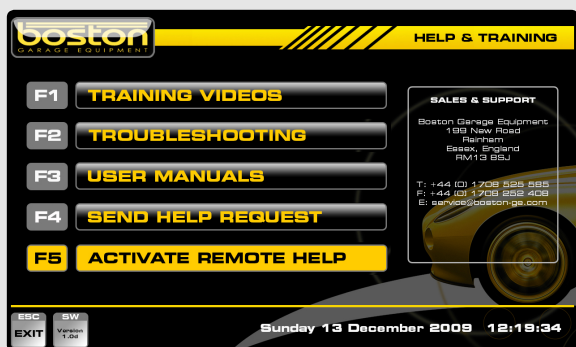 boston
GARAGE EQUIPMENT
HELP & TRAINING
F1 TRAINING VIDEOS
F2 TROUBLESHOOTING
F3 USER MANUALS
F4 SEND HELP REQUEST
F5 ACTIVATE REMOTE HELP
SALES & SUPPORT
Boston Garage Equipment
199 New Road
Rainham
Essex, England
RM13 8SJ
T: +44 (0) 1708 525 585
F: +44 (0) 1708 252 408
E: service@boston-ge.com
ESC
EXIT
SW
Version
1.0d
Sunday 13 December 2009 12:19:34